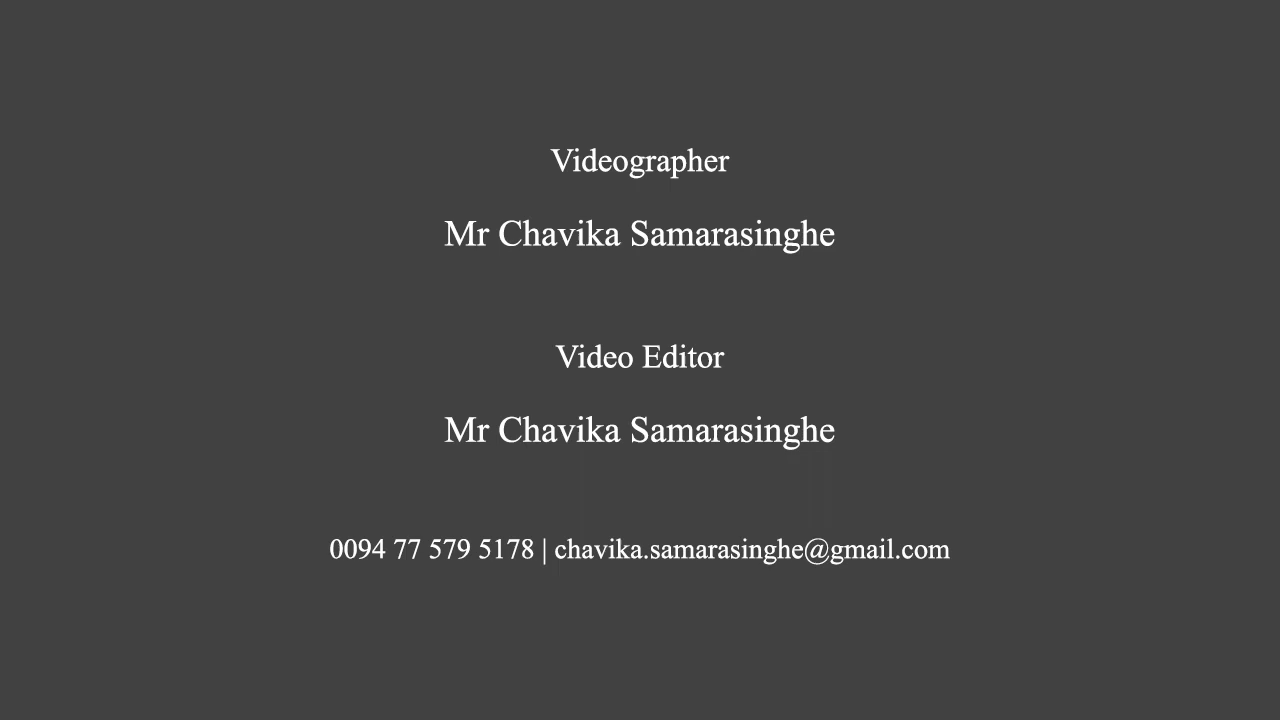 Videographer
Mr Chavika Samarasinghe
Video Editor
Mr Chavika Samarasinghe
0094 77 579 5178 | chavika.samarasinghe@gmail.com